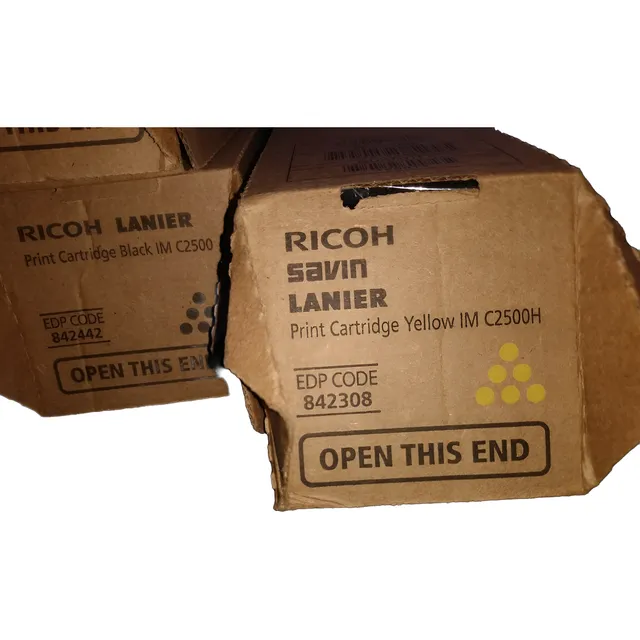 RICOH LANIER
Print Cartridge Black IM C2500
EDP CODE
842442
OPEN THIS EN
RICOH
savin
LANIER
Print Cartridge Yellow IM C2500H
EDP CODE
842308
OPEN THIS END